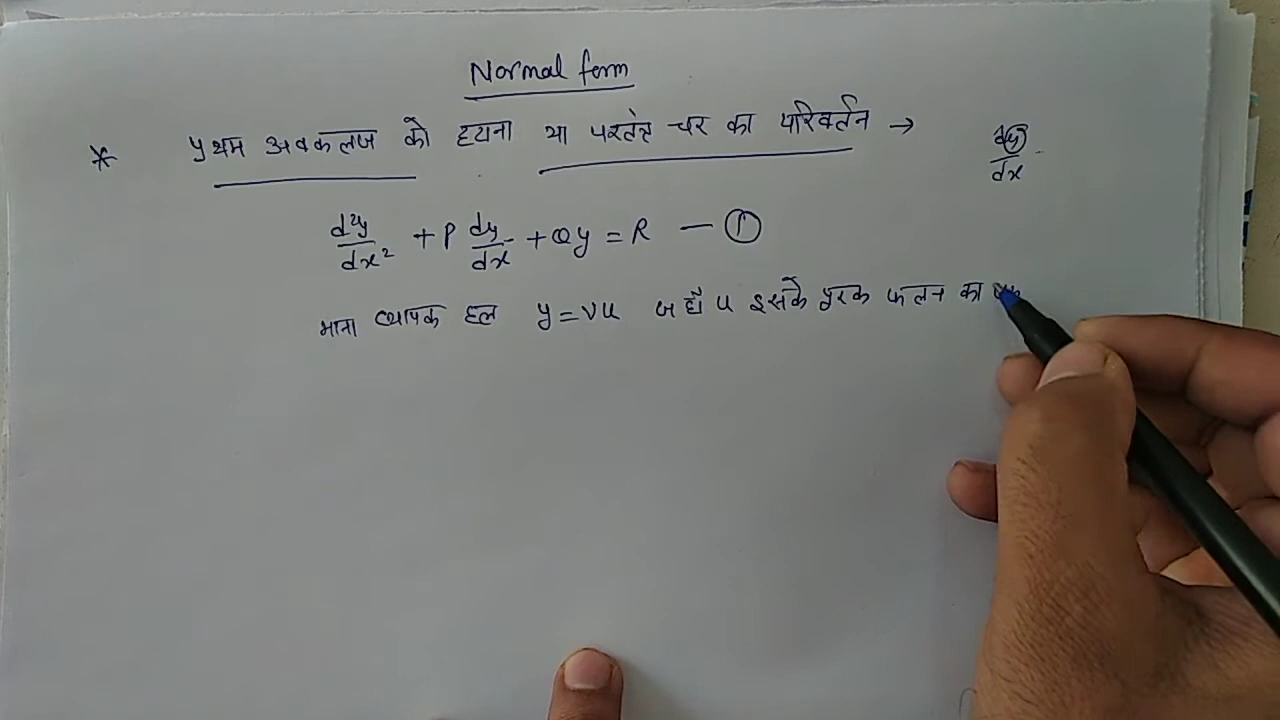 Normal form
* प्रथम अवकलज को हटाना या परतंत्र चर का परिवर्तन →
dy/dx
d²y/dx² + P dy/dx + Qy = R — ①
माना व्यापक हल y = vu जहाँ u इसके पूरक फलन का